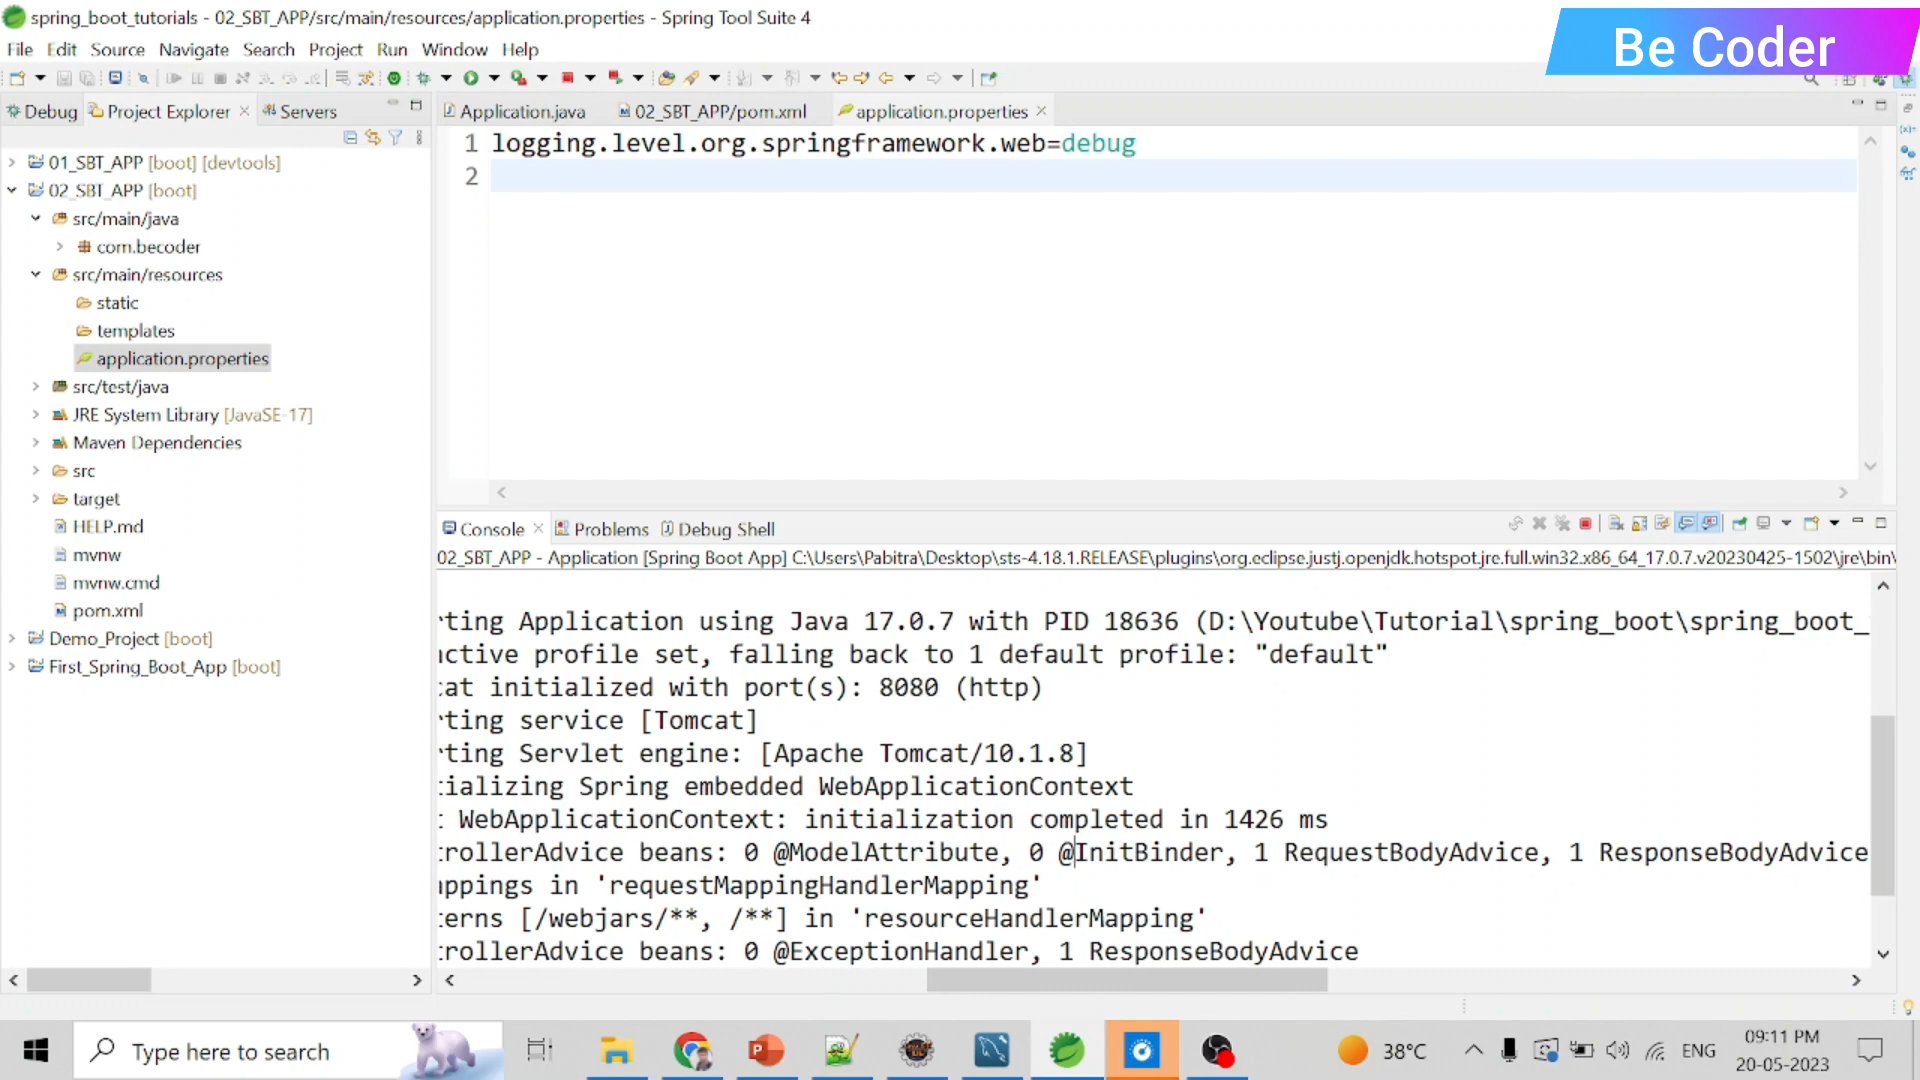 spring_boot_tutorials - 02_SBT_APP/src/main/resources/application.properties - Spring Tool Suite 4
Be Coder
File Edit Source Navigate Search Project Run Window Help
Debug Project Explorer Servers
Application.java 02_SBT_APP/pom.xml application.properties
1 logging.level.org.springframework.web=debug
2
01_SBT_APP [boot] [devtools]
02_SBT_APP [boot]
src/main/java
com.becoder
src/main/resources
static
templates
application.properties
src/test/java
JRE System Library [JavaSE-17]
Maven Dependencies
src
target
HELP.md
mvnw
mvnw.cmd
pom.xml
Demo_Project [boot]
First_Spring_Boot_App [boot]
Console Problems Debug Shell
02_SBT_APP - Application [Spring Boot App] C:\Users\Pabitra\Desktop\sts-4.18.1.RELEASE\plugins\org.eclipse.justj.openjdk.hotspot.jre.full.win32.x86_64_17.0.7.v20230425-1502\jre\bin\
rting Application using Java 17.0.7 with PID 18636 (D:\Youtube\Tutorial\spring_boot\spring_boot_
active profile set, falling back to 1 default profile: "default"
cat initialized with port(s): 8080 (http)
rting service [Tomcat]
rting Servlet engine: [Apache Tomcat/10.1.8]
tializing Spring embedded WebApplicationContext
t WebApplicationContext: initialization completed in 1426 ms
trollerAdvice beans: 0 @ModelAttribute, 0 @InitBinder, 1 RequestBodyAdvice, 1 ResponseBodyAdvice
appings in 'requestMappingHandlerMapping'
terns [/webjars/**, /**] in 'resourceHandlerMapping'
trollerAdvice beans: 0 @ExceptionHandler, 1 ResponseBodyAdvice
Type here to search
38°C
ENG
09:11 PM
20-05-2023